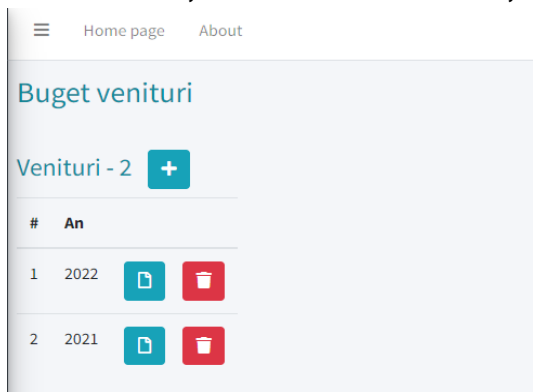 Home page About
Buget venituri
Venituri - 2
# An
1 2022
2 2021